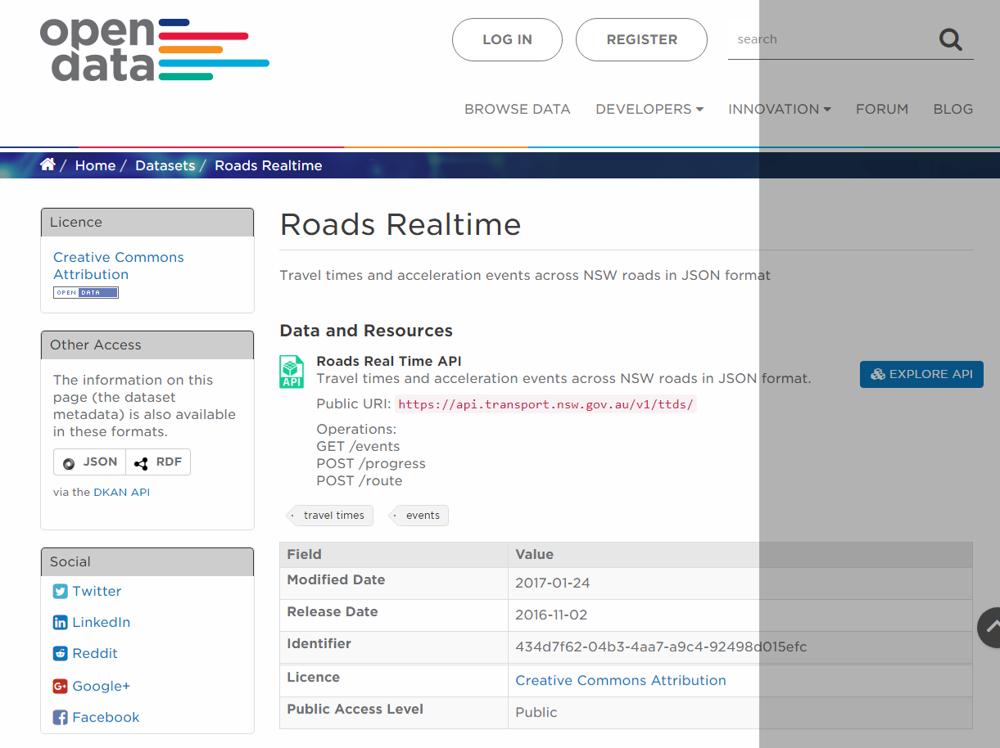 open
data
LOG IN
REGISTER
search
BROWSE DATA
DEVELOPERS
INNOVATION
FORUM
BLOG
/ Home / Datasets / Roads Realtime
Licence
Creative Commons
Attribution
OPEN DATA
Other Access
The information on this
page (the dataset
metadata) is also available
in these formats.
JSON
RDF
via the DKAN API
Social
Twitter
LinkedIn
Reddit
Google+
Facebook
Roads Realtime
Travel times and acceleration events across NSW roads in JSON format
Data and Resources
API
Roads Real Time API
Travel times and acceleration events across NSW roads in JSON format.
EXPLORE API
Public URI: https://api.transport.nsw.gov.au/v1/ttds/
Operations:
GET /events
POST /progress
POST /route
travel times
events
Field Value
Modified Date 2017-01-24
Release Date 2016-11-02
Identifier 434d7f62-04b3-4aa7-a9c4-92498d015efc
Licence Creative Commons Attribution
Public Access Level Public